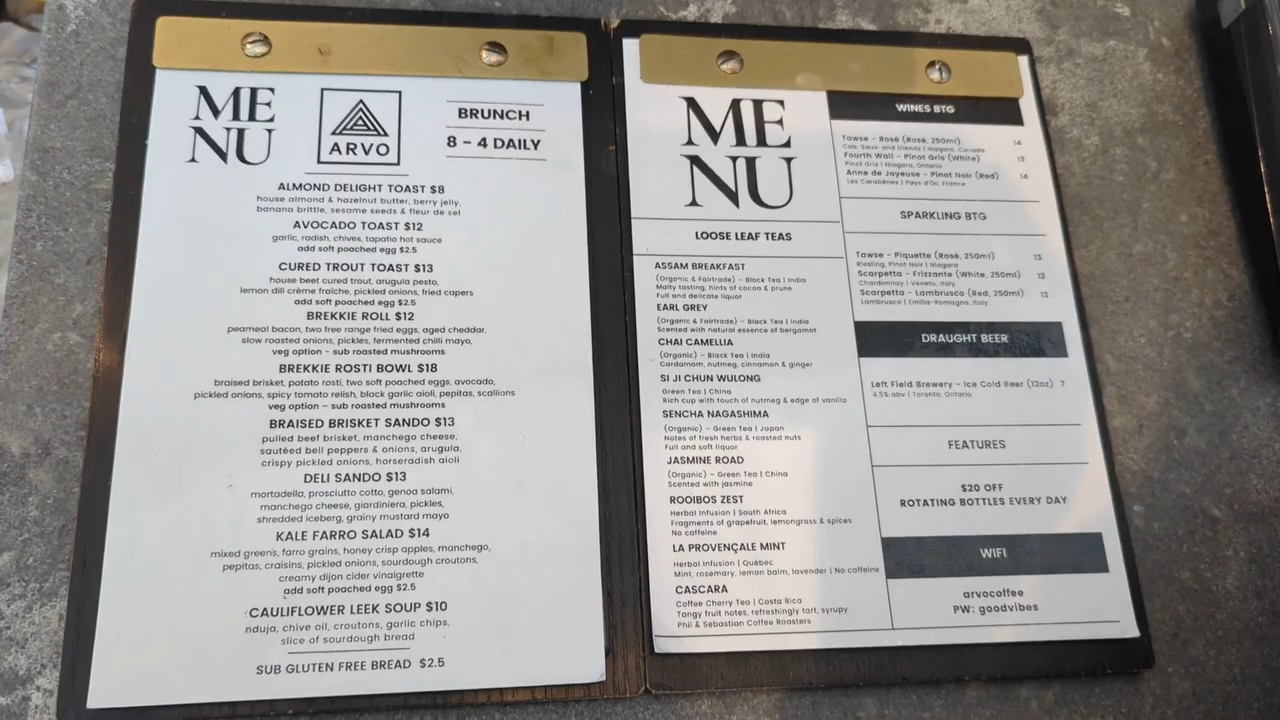 ME
NU
ARVO
BRUNCH
8 - 4 DAILY
ALMOND DELIGHT TOAST $8
house almond & hazelnut butter, berry jelly,
banana brittle, sesame seeds & fleur de sel
AVOCADO TOAST $12
garlic, radish, chives, tapatio hot sauce
add soft poached egg $2.5
CURED TROUT TOAST $13
house beet cured trout, arugula pesto,
lemon dill crème fraîche, pickled onions, fried capers
add soft poached egg $2.5
BREKKIE ROLL $12
peameal bacon, two free range fried eggs, aged cheddar,
slow roasted onions, pickles, fermented chilli mayo,
veg option - sub roasted mushrooms
BREKKIE ROSTI BOWL $18
braised brisket, potato rosti, two soft poached eggs, avocado,
pickled onions, spicy tomato relish, black garlic aioli, pepitas, scallions
veg option - sub roasted mushrooms
BRAISED BRISKET SANDO $13
pulled beef brisket, manchego cheese,
sautéed bell peppers & onions, arugula,
crispy pickled onions, horseradish aioli
DELI SANDO $13
mortadella, prosciutto cotto, genoa salami,
manchego cheese, giardiniera, pickles,
shredded iceberg, grainy mustard mayo
KALE FARRO SALAD $14
mixed greens, farro grains, honey crisp apples, manchego,
pepitas, craisins, pickled onions, sourdough croutons,
creamy dijon cider vinaigrette
add soft poached egg $2.5
CAULIFLOWER LEEK SOUP $10
nduja, chive oil, croutons, garlic chips,
slice of sourdough bread
SUB GLUTEN FREE BREAD $2.5
ME
NU
LOOSE LEAF TEAS
ASSAM BREAKFAST
(Organic & Fairtrade) - Black Tea | India
Malty tasting, hints of cocoa & prune
Full and delicate liquor
EARL GREY
(Organic & Fairtrade) - Black Tea | India
Scented with natural essence of bergamot
CHAI CAMELLIA
(Organic) - Black Tea | India
Cardamom, nutmeg, cinnamon & ginger
SI JI CHUN WULONG
Green Tea | China
Rich cup with touch of nutmeg & edge of vanilla
SENCHA NAGASHIMA
(Organic) - Green Tea | Japan
Notes of fresh herbs & roasted nuts
Full and soft liquor
JASMINE ROAD
(Organic) - Green Tea | China
Scented with jasmine
ROOIBOS ZEST
Herbal Infusion | South Africa
Fragments of grapefruit, lemongrass & spices
No caffeine
LA PROVENÇALE MINT
Herbal Infusion | Québec
Mint, rosemary, lemon balm, lavender | No caffeine
CASCARA
Coffee Cherry Tea | Costa Rica
Tangy fruit notes, refreshingly tart, syrupy
Phil & Sebastian Coffee Roasters
WINES BTG
Tawse - Rosé (Rosé, 250ml) 14
Cab. Sauv. and friends | Niagara, Canada
Fourth Wall - Pinot Gris (White) 13
Pinot Gris | Niagara, Ontario
Anne de Joyeuse - Pinot Noir (Red) 14
Les Carabènes | Pays d'Oc, France
SPARKLING BTG
Tawse - Piquette (Rosé, 250ml) 13
Riesling, Pinot Noir | Niagara
Scarpetta - Frizzante (White, 250ml) 13
Chardonnay | Veneto, Italy
Scarpetta - Lambrusco (Red, 250ml) 13
Lambrusco | Emilia-Romagna, Italy
DRAUGHT BEER
Left Field Brewery - Ice Cold Beer (12oz) 7
4.5% abv | Toronto, Ontario
FEATURES
$20 OFF
ROTATING BOTTLES EVERY DAY
WIFI
arvocoffee
PW: goodvibes